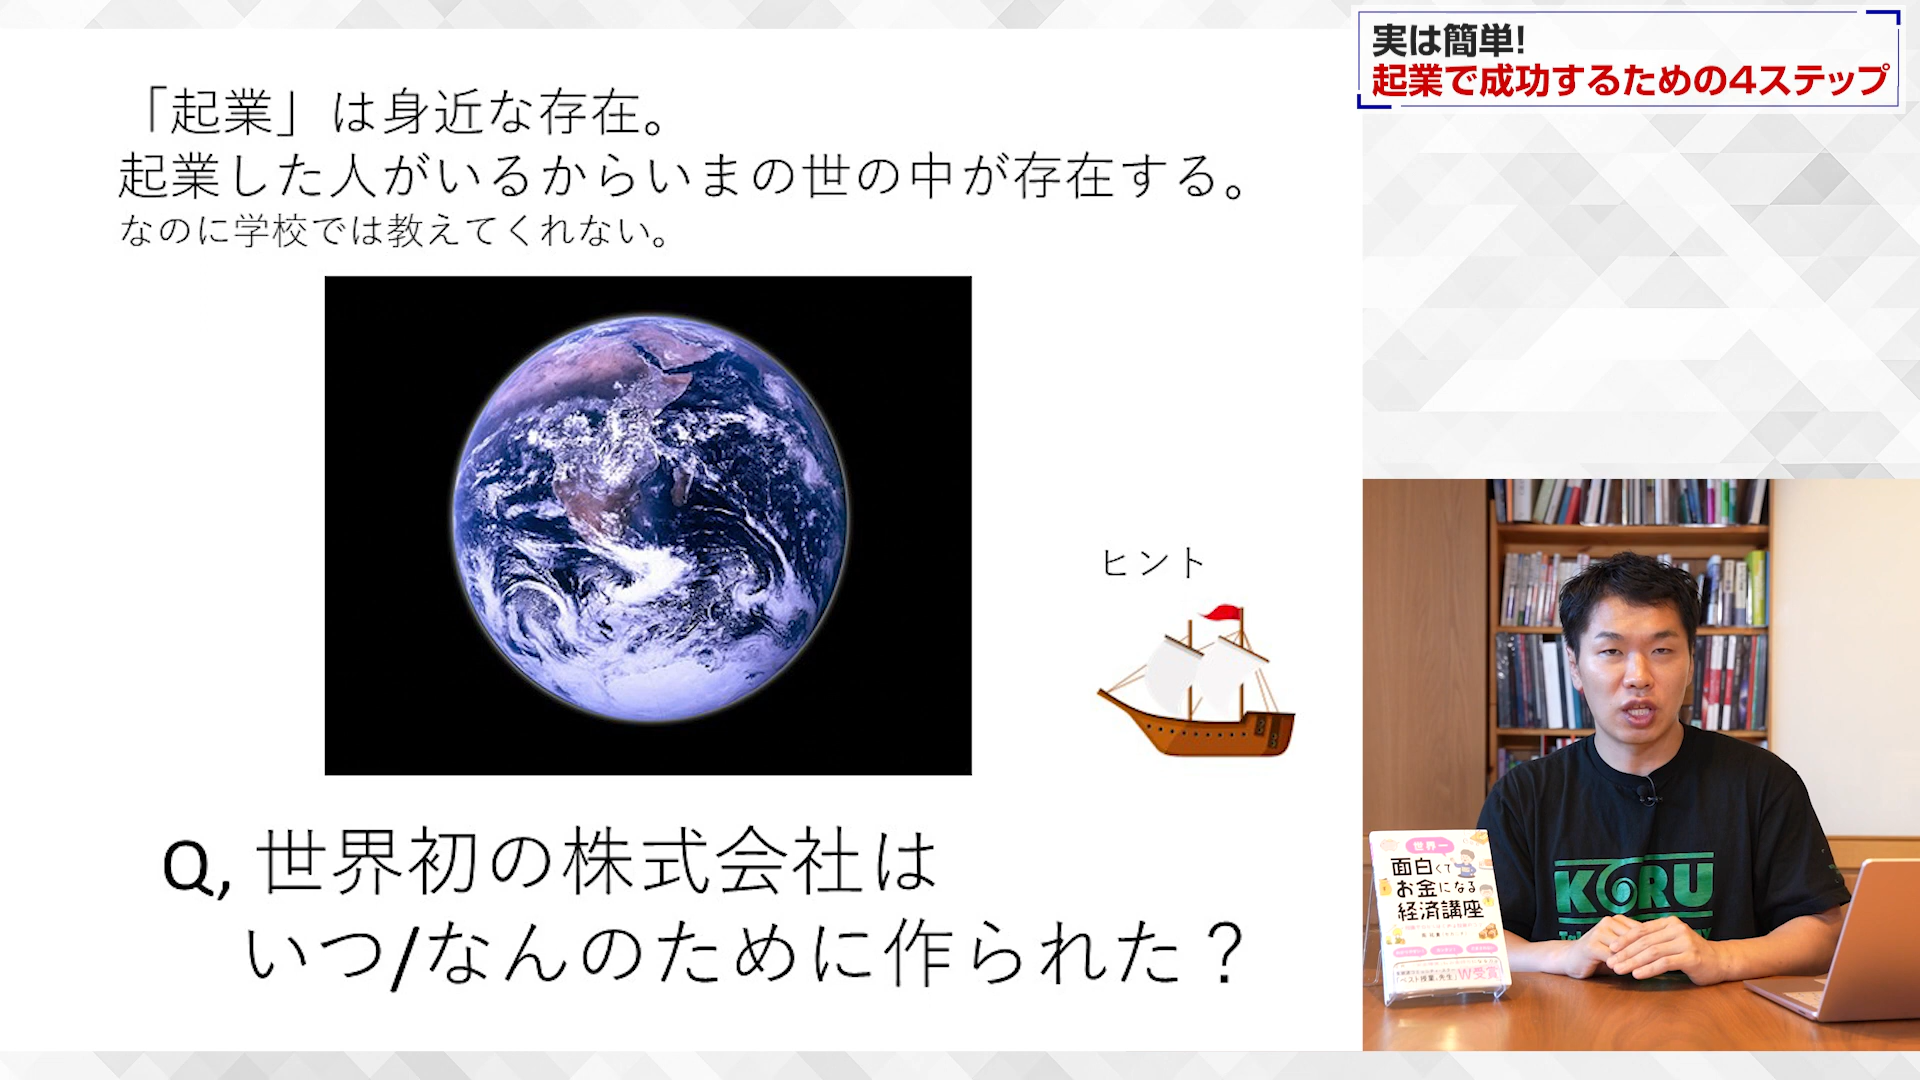 実は簡単!
起業で成功するための4ステップ
「起業」は身近な存在。
起業した人がいるからいまの世の中が存在する。
なのに学校では教えてくれない。
ヒント
Q, 世界初の株式会社は
いつ/なんのために作られた？
KORU
世界一
面白くて
お金になる
経済講座
W受賞